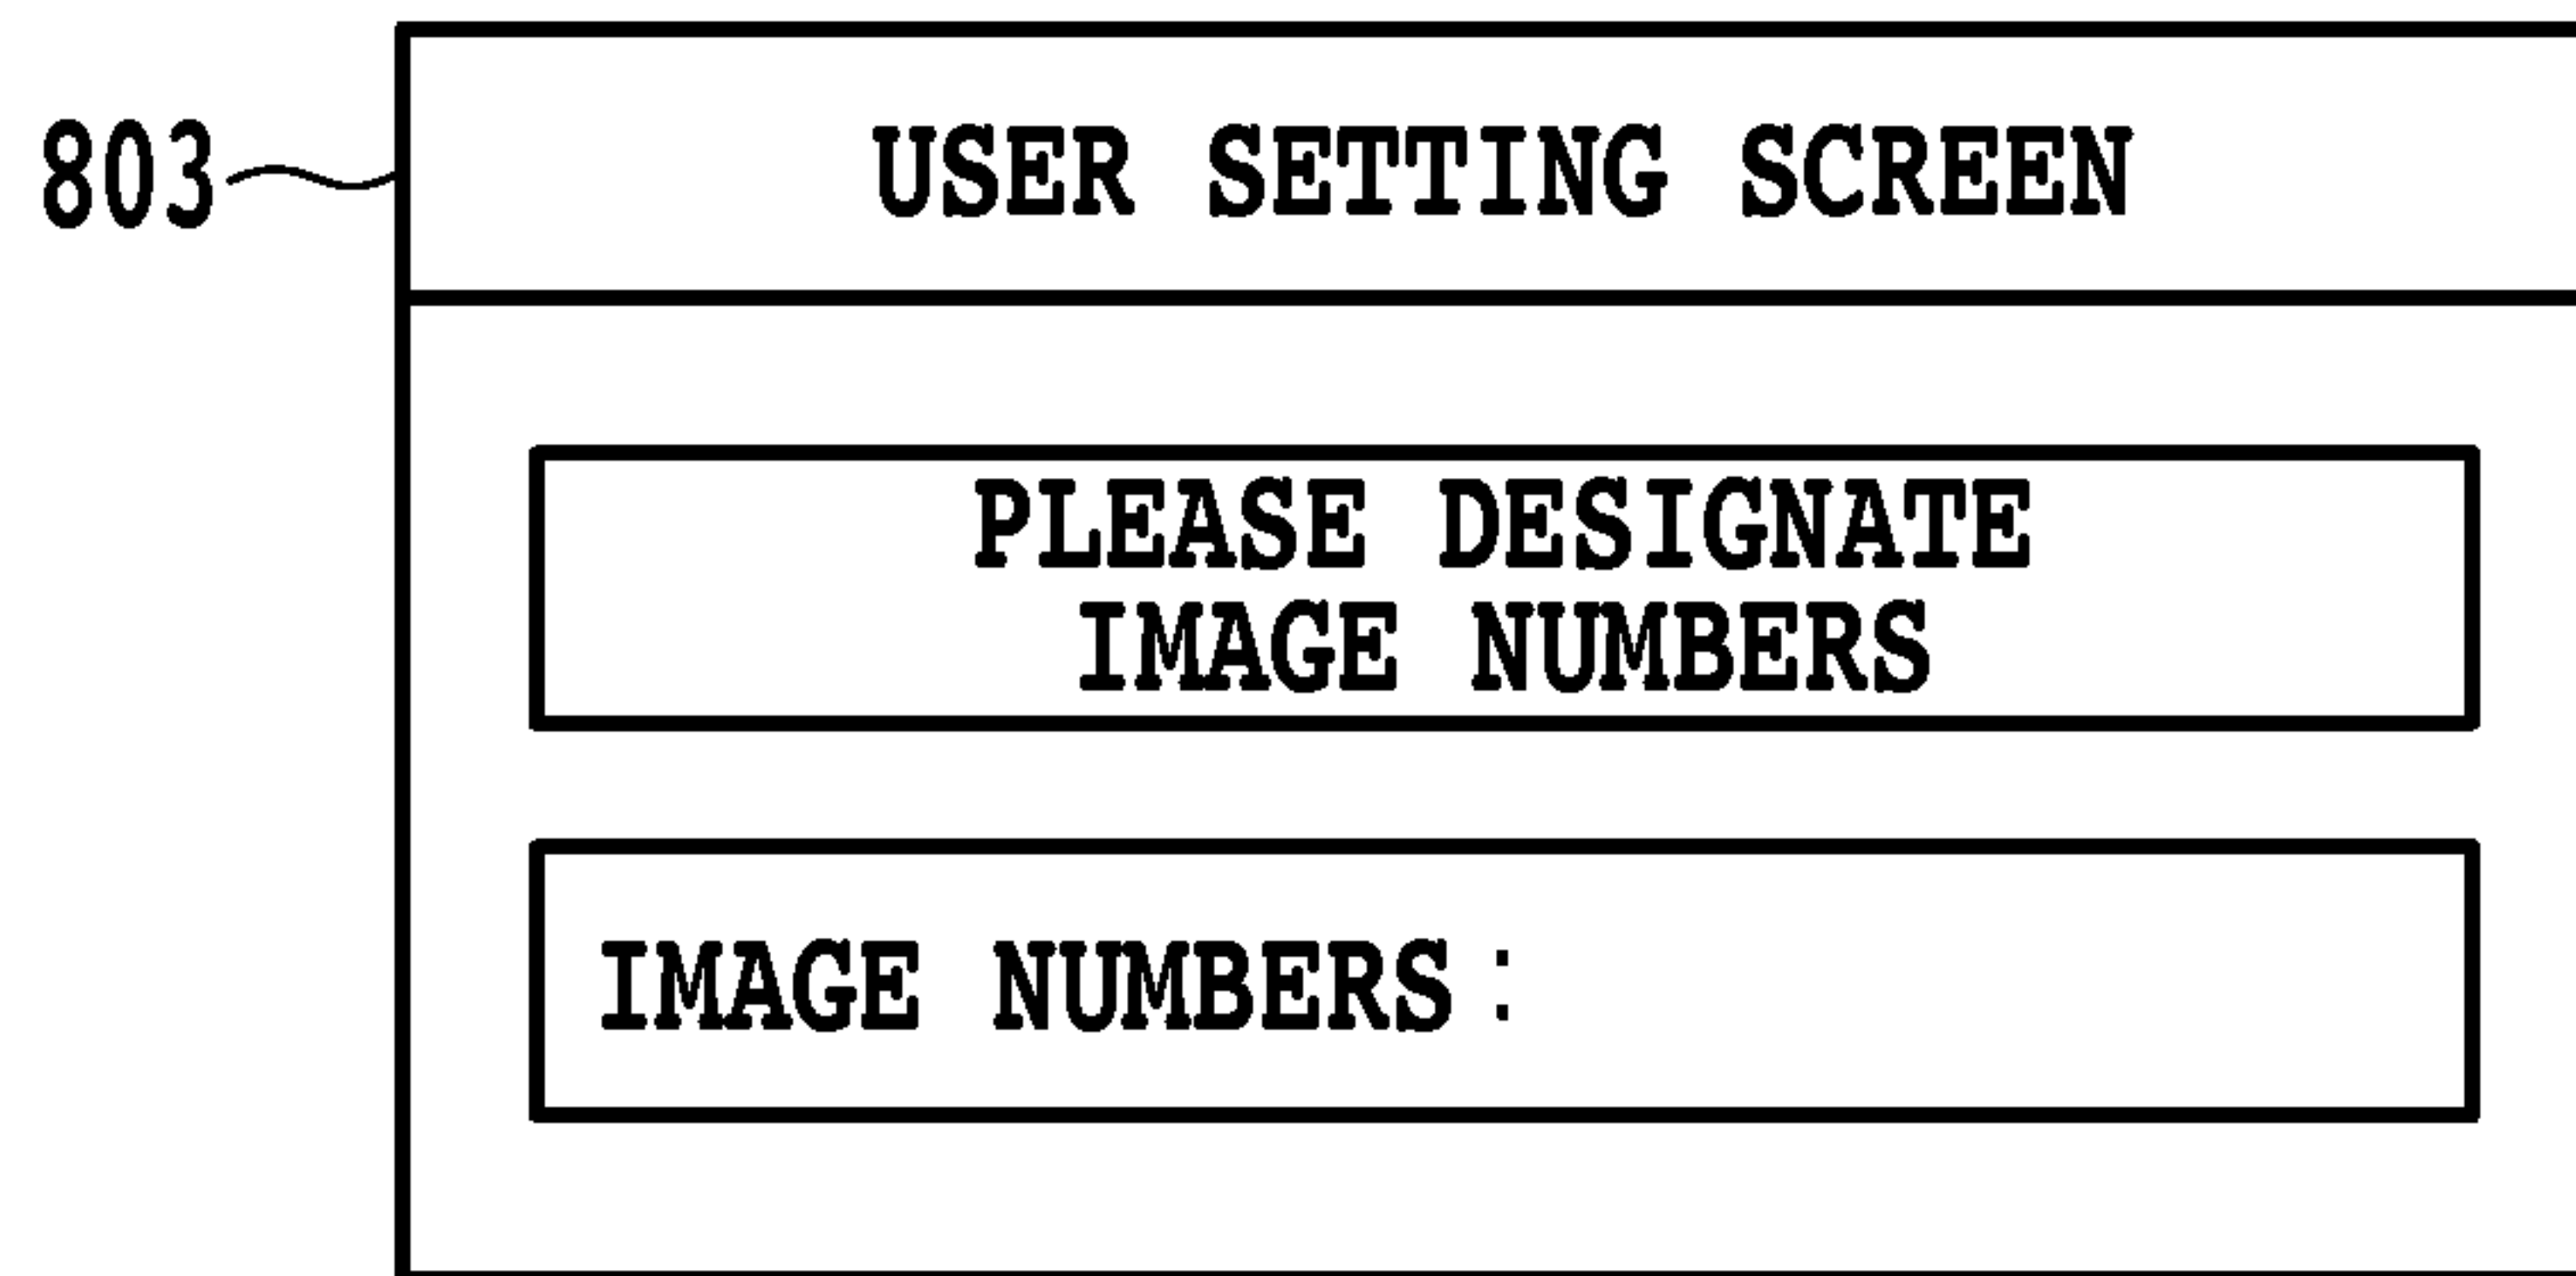 803
USER SETTING SCREEN
PLEASE DESIGNATE
IMAGE NUMBERS
IMAGE NUMBERS: